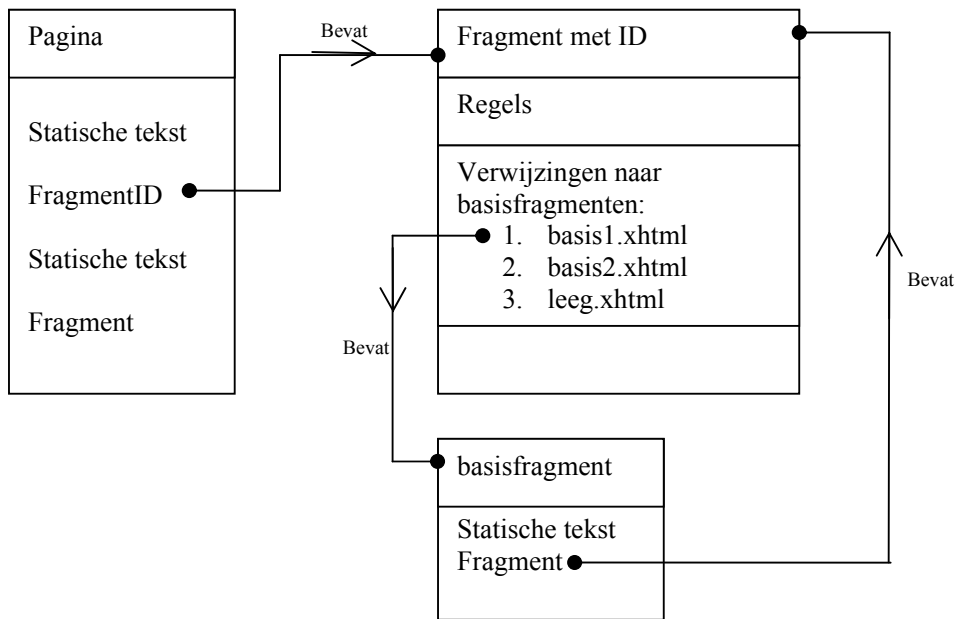 Pagina
Statische tekst
FragmentID
Statische tekst
Fragment
Bevat
Fragment met ID
Regels
Verwijzingen naar
basisfragmenten:
1. basis1.xhtml
2. basis2.xhtml
3. leeg.xhtml
Bevat
Bevat
basisfragment
Statische tekst
Fragment